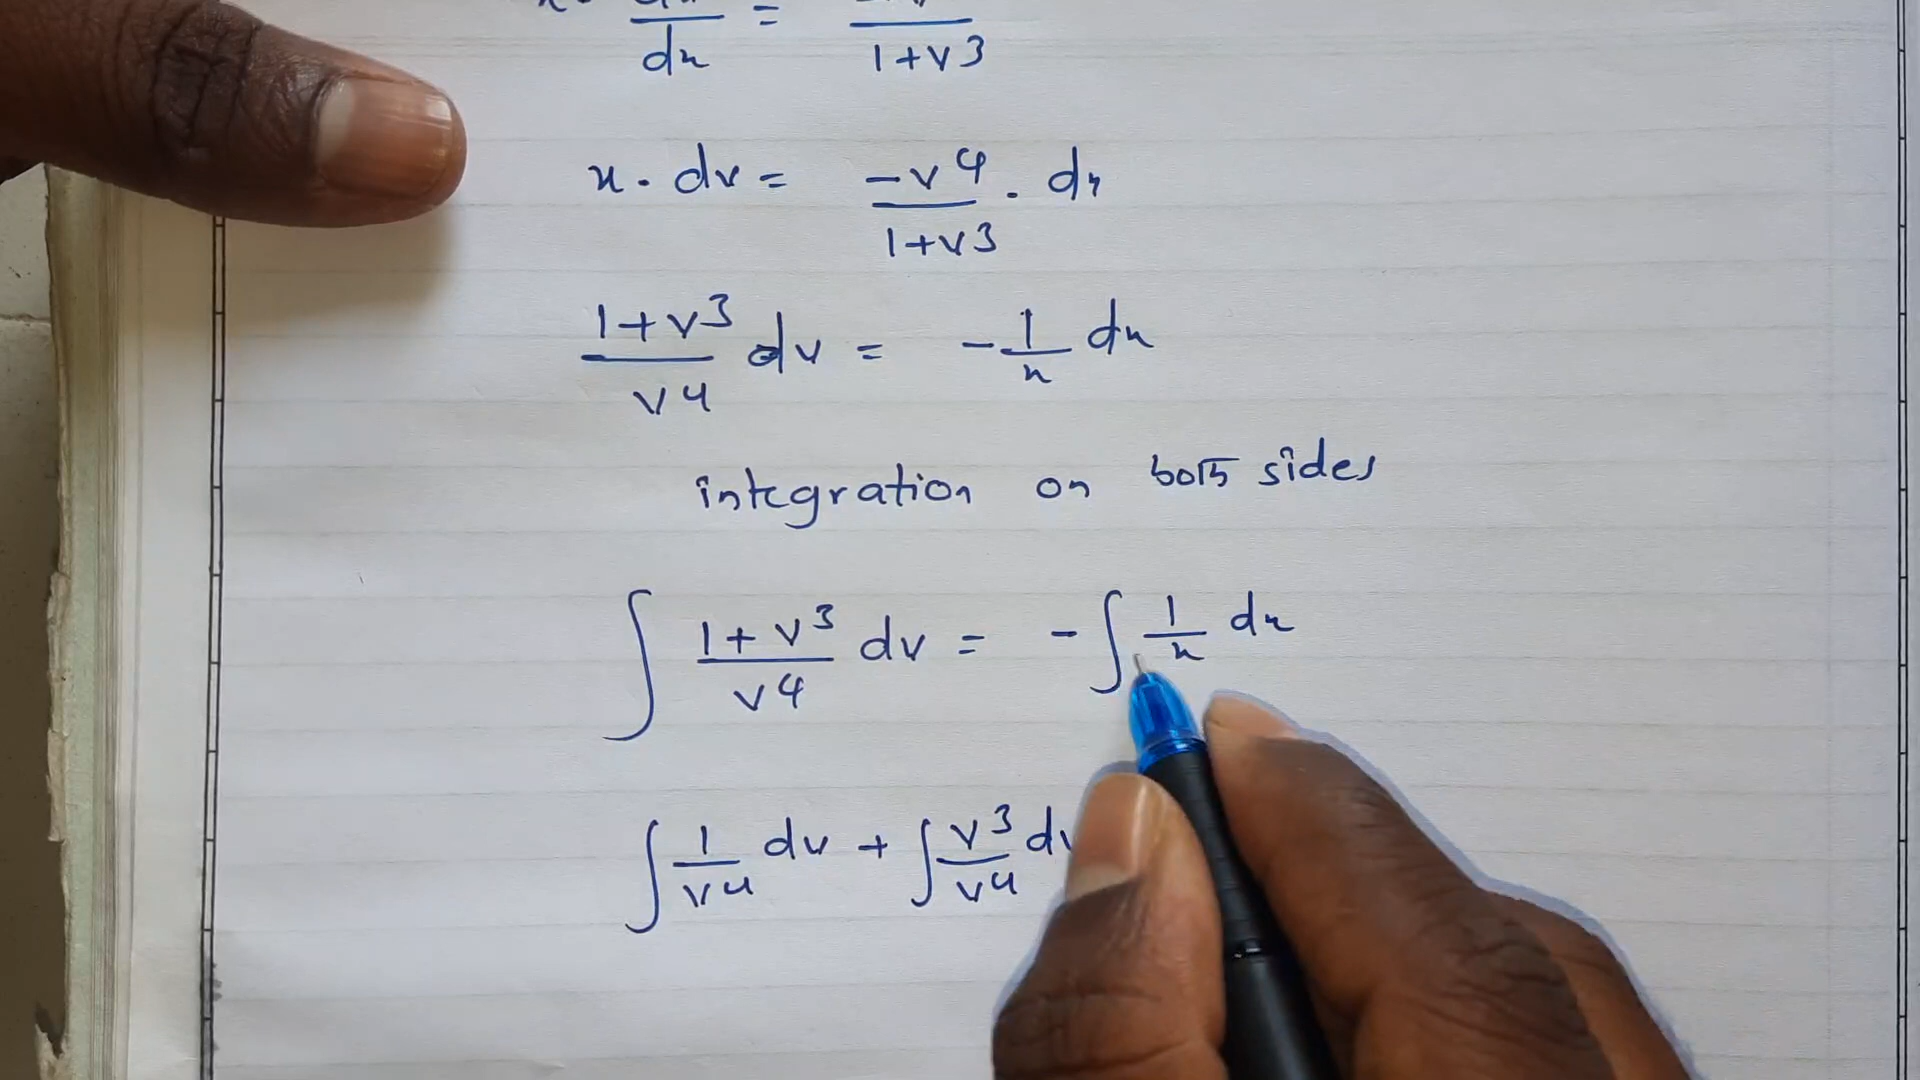 dx =
1+v3
x. dv = -v4/1+v3 . dx
1+v3/v4 dv = -1/x dx
integration on both sides
∫ 1+v3/v4 dv = -∫ 1/x dx
∫ 1/v4 dv + ∫ v3/v4 dv